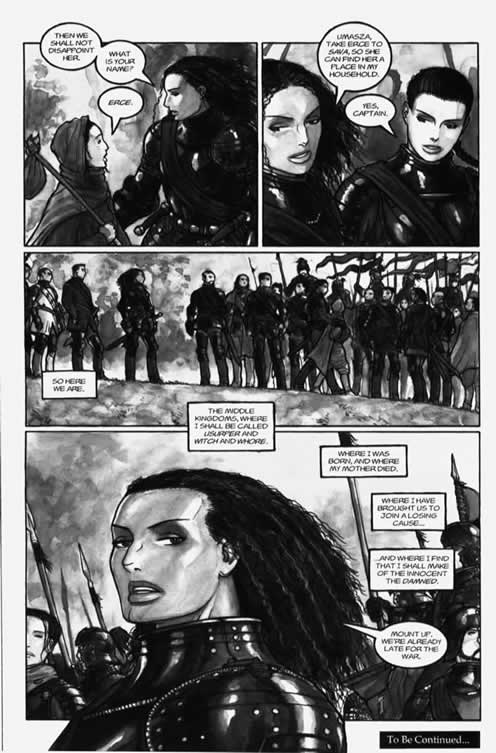 THEN WE
SHALL NOT
DISAPPOINT
HER.
WHAT
IS YOUR
NAME?
ERCE.
UMASZA,
TAKE ERCE TO
SAVA, SO SHE
CAN FIND HER A
PLACE IN MY
HOUSEHOLD.
YES,
CAPTAIN.
SO HERE
WE ARE.
THE MIDDLE
KINGDOMS, WHERE
I SHALL BE CALLED
USURPER AND
WITCH AND WHORE.
WHERE I WAS
BORN, AND WHERE
MY MOTHER DIED.
WHERE I HAVE
BROUGHT US TO
JOIN A LOSING
CAUSE...
...AND WHERE I FIND
THAT I SHALL MAKE
OF THE INNOCENT
THE DAMNED.
MOUNT UP.
WE'RE ALREADY
LATE FOR THE
WAR.
To Be Continued...